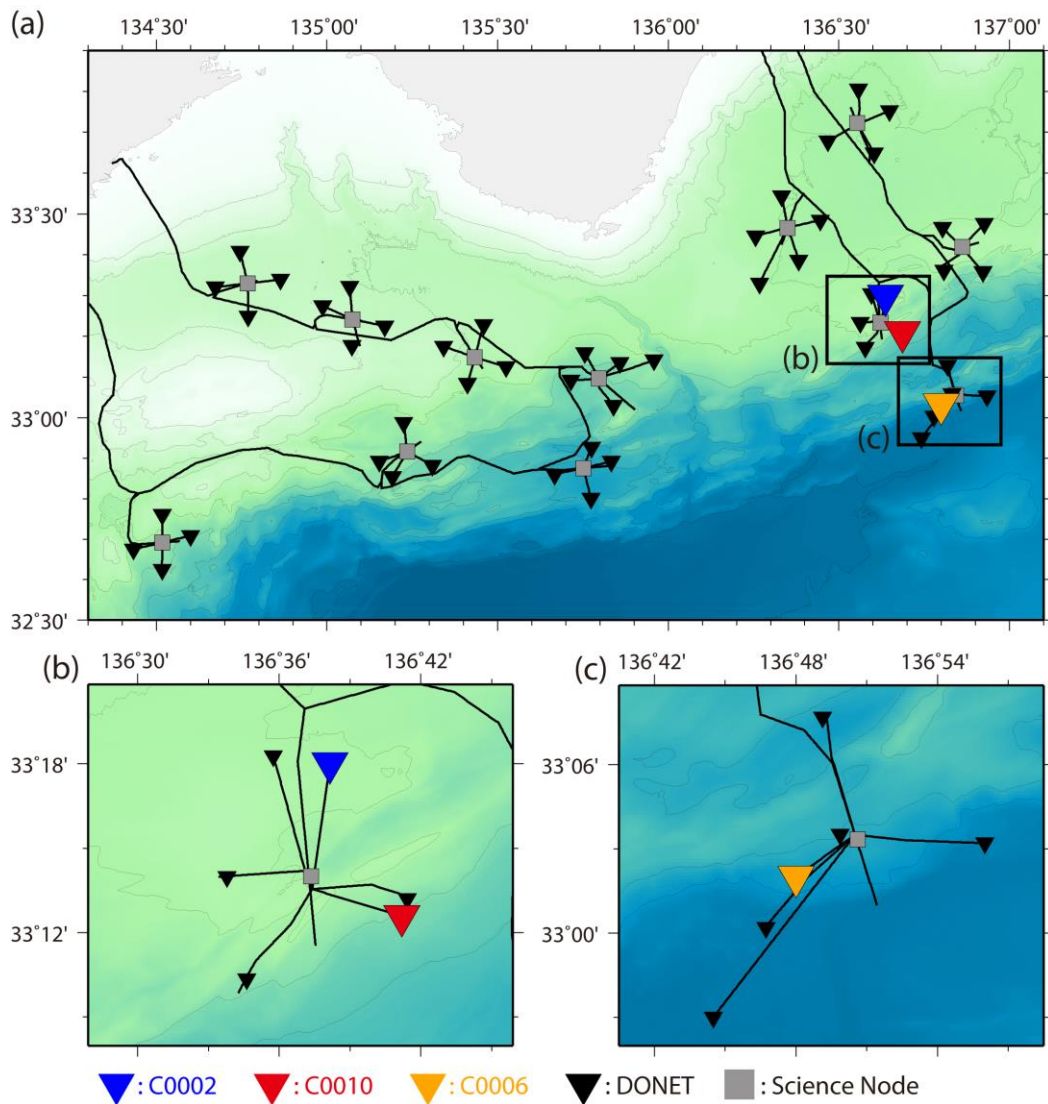 (a)
134˚30' 135˚00' 135˚30' 136˚00' 136˚30' 137˚00'
33˚30'
33˚00'
32˚30'
(b)
(c)
(b)
136˚30' 136˚36' 136˚42'
33˚18'
33˚12'
(c)
136˚42' 136˚48' 136˚54'
33˚06'
33˚00'
: C0002 : C0010 : C0006 : DONET : Science Node